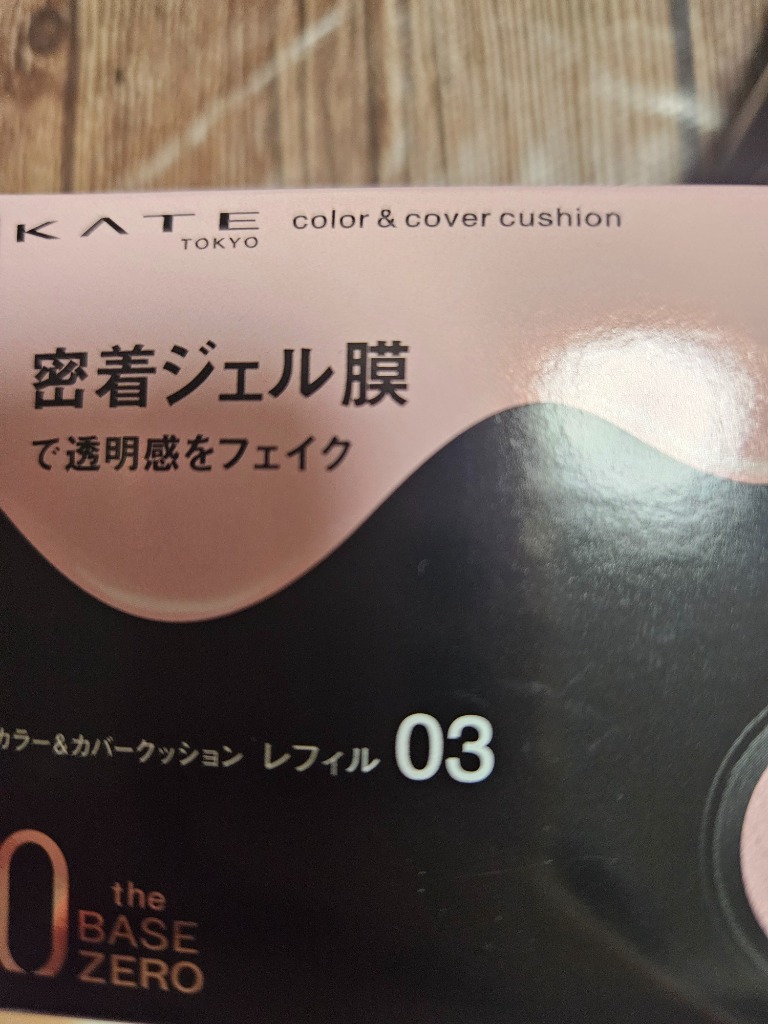 KATE
TOKYO
color & cover cushion
密着ジェル膜
で透明感をフェイク
カラー&カバークッション レフィル 03
0
the
BASE
ZERO